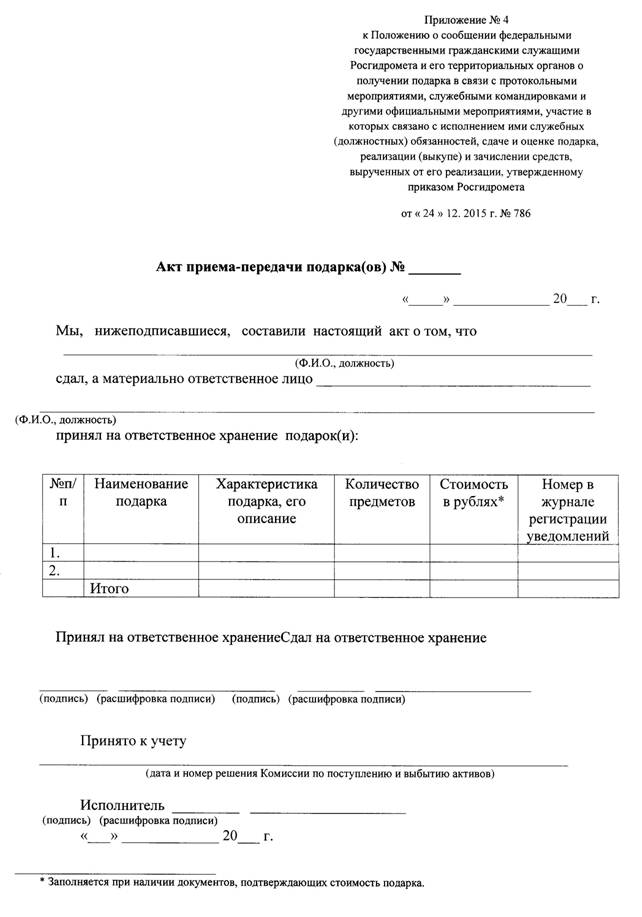 Приложение № 4
к Положению о сообщении федеральными
государственными гражданскими служащими
Росгидромета и его территориальных органов о
получении подарка в связи с протокольными
мероприятиями, служебными командировками и
другими официальными мероприятиями, участие в
которых связано с исполнением ими служебных
(должностных) обязанностей, сдаче и оценке подарка,
реализации (выкупе) и зачислении средств,
вырученных от его реализации, утвержденному
приказом Росгидромета
от « 24 » 12. 2015 г. № 786
Акт приема-передачи подарка(ов) № _______
«_____» ______________ 20___ г.
Мы, нижеподписавшиеся, составили настоящий акт о том, что
(Ф.И.О., должность)
сдал, а материально ответственное лицо
(Ф.И.О., должность)
принял на ответственное хранение подарок(и):
№п/п Наименование подарка Характеристика подарка, его описание Количество предметов Стоимость в рублях* Номер в журнале регистрации уведомлений
1.
2.
Итого
Принял на ответственное хранениеСдал на ответственное хранение
(подпись) (расшифровка подписи) (подпись) (расшифровка подписи)
Принято к учету
(дата и номер решения Комиссии по поступлению и выбытию активов)
Исполнитель
(подпись) (расшифровка подписи)
«___» ______________ 20___ г.
* Заполняется при наличии документов, подтверждающих стоимость подарка.